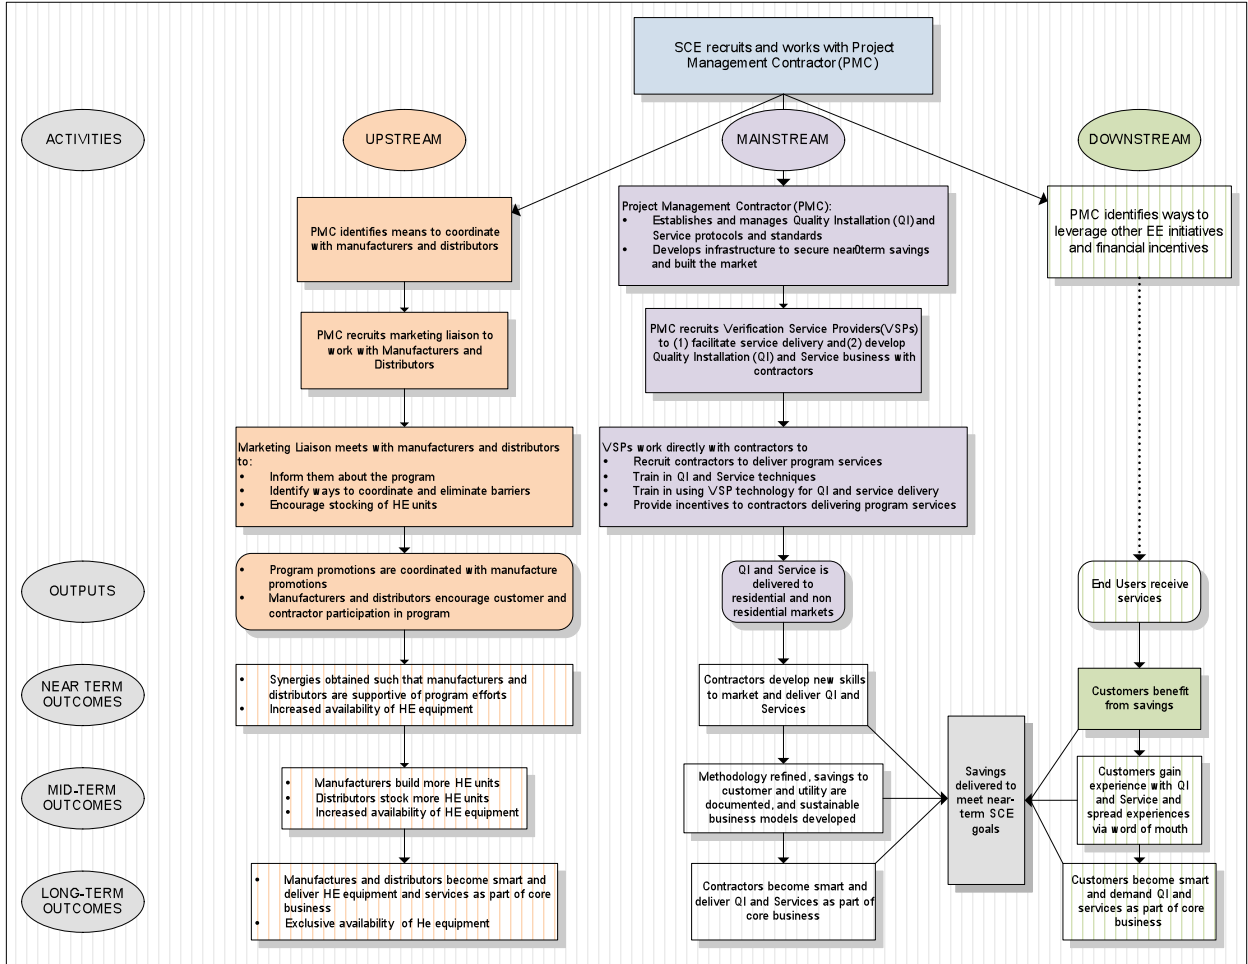 SCE recruits and works with Project
Management Contractor (PMC)
ACTIVITIES
UPSTREAM
MAINSTREAM
DOWNSTREAM
PMC identifies means to coordinate
with manufacturers and distributors
Project Management Contractor (PMC):
• Establishes and manages Quality Installation (QI) and
Service protocols and standards
• Develops infrastructure to secure near0term savings
and built the market
PMC identifies ways to
leverage other EE initiatives
and financial incentives
PMC recruits marketing liaison to
work with Manufacturers and
Distributors
PMC recruits Verification Service Providers(VSPs)
to (1) facilitate service delivery and(2) develop
Quality Installation (QI) and Service business with
contractors
Marketing Liaison meets with manufacturers and distributors
to:
• Inform them about the program
• Identify ways to coordinate and eliminate barriers
• Encourage stocking of HE units
VSPs work directly with contractors to
• Recruit contractors to deliver program services
• Train in QI and Service techniques
• Train in using VSP technology for QI and service delivery
• Provide incentives to contractors delivering program services
OUTPUTS
• Program promotions are coordinated with manufacture
promotions
• Manufacturers and distributors encourage customer and
contractor participation in program
QI and Service is
delivered to
residential and non
residential markets
End Users receive
services
NEAR TERM
OUTCOMES
• Synergies obtained such that manufacturers and
distributors are supportive of program efforts
• Increased availability of HE equipment
Contractors develop new skills
to market and deliver QI and
Services
Customers benefit
from savings
MID-TERM
OUTCOMES
• Manufacturers build more HE units
• Distributors stock more HE units
• Increased availability of HE equipment
Methodology refined, savings to
customer and utility are
documented, and sustainable
business models developed
Savings
delivered to
meet near-
term SCE
goals
Customers gain
experience with QI
and Service and
spread experiences
via word of mouth
LONG-TERM
OUTCOMES
• Manufactures and distributors become smart and
deliver HE equipment and services as part of core
business
• Exclusive availability of He equipment
Contractors become smart and
deliver QI and Services as part of
core business
Customers become smart
and demand QI and
services as part of core
business